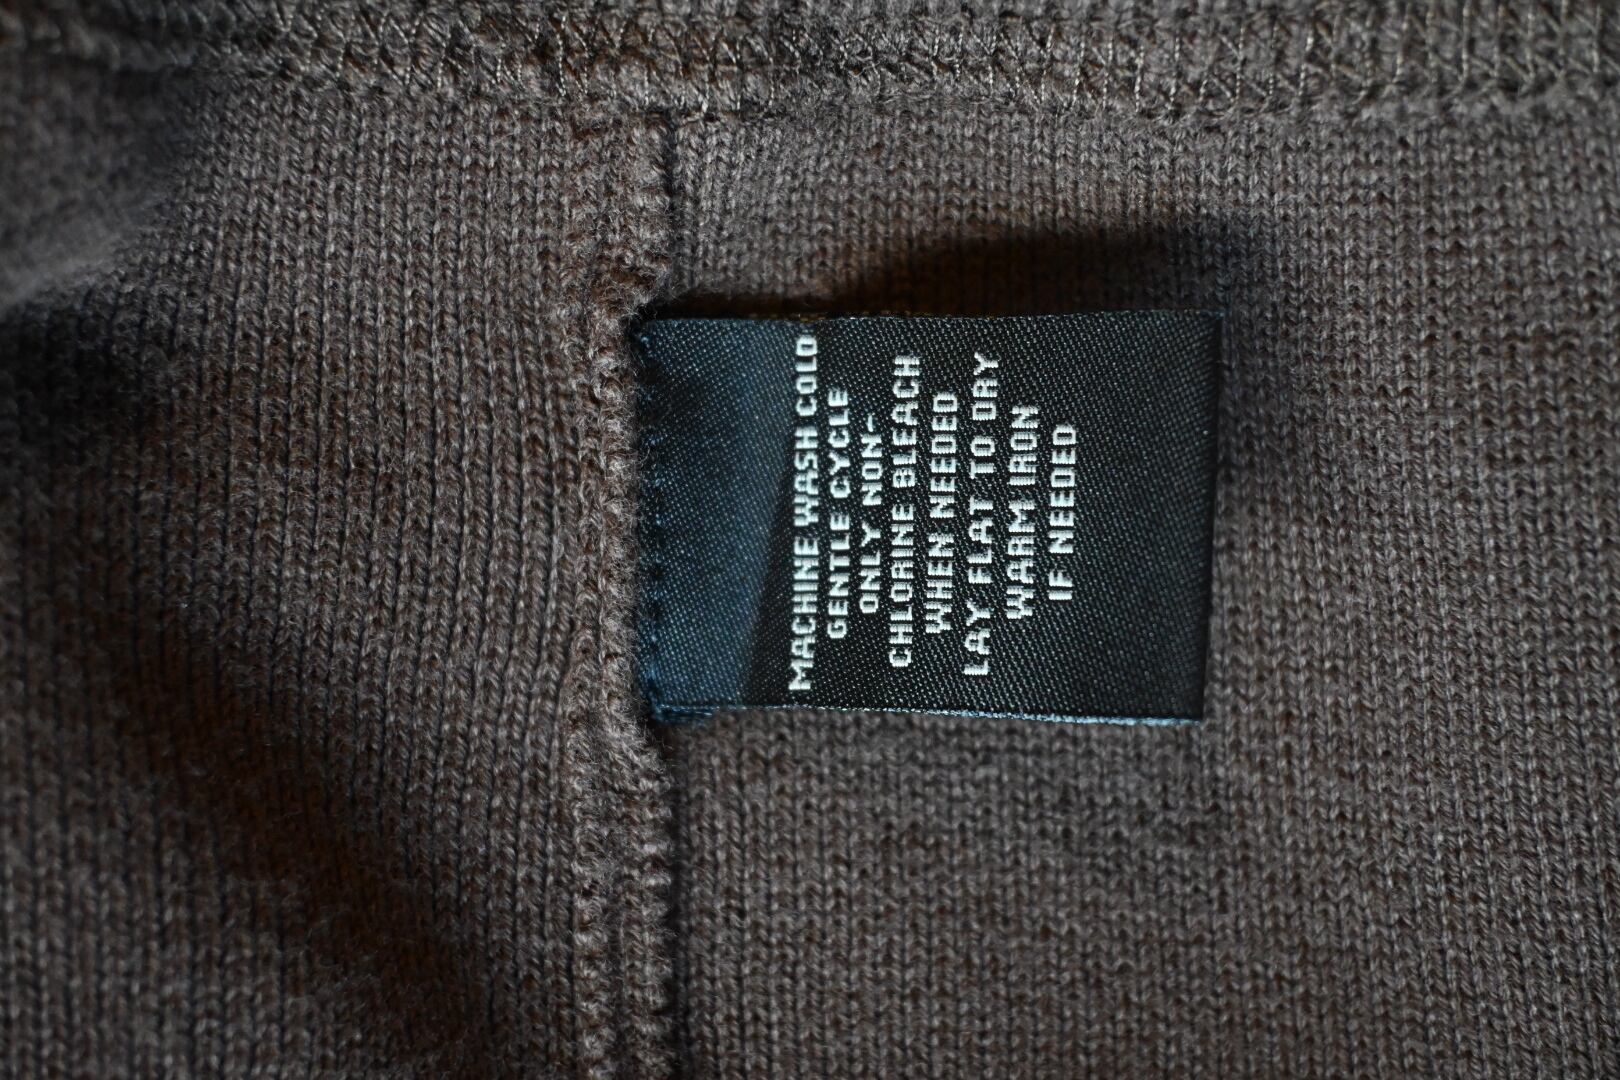 MACHINE WASH COLD
GENTLE CYCLE
ONLY NON-
CHLORINE BLEACH
WHEN NEEDED
LAY FLAT TO DRY
WARM IRON
IF NEEDED